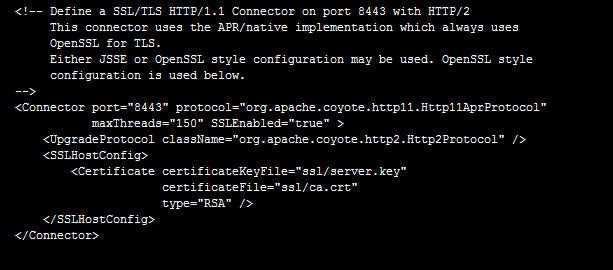 <!-- Define a SSL/TLS HTTP/1.1 Connector on port 8443 with HTTP/2
     This connector uses the APR/native implementation which always uses
     OpenSSL for TLS.
     Either JSSE or OpenSSL style configuration may be used. OpenSSL style
     configuration is used below.
-->
<Connector port="8443" protocol="org.apache.coyote.http11.Http11AprProtocol"
           maxThreads="150" SSLEnabled="true" >
    <UpgradeProtocol className="org.apache.coyote.http2.Http2Protocol" />
    <SSLHostConfig>
        <Certificate certificateKeyFile="ssl/server.key"
                     certificateFile="ssl/ca.crt"
                     type="RSA" />
    </SSLHostConfig>
</Connector>